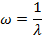 ω = 1/λ